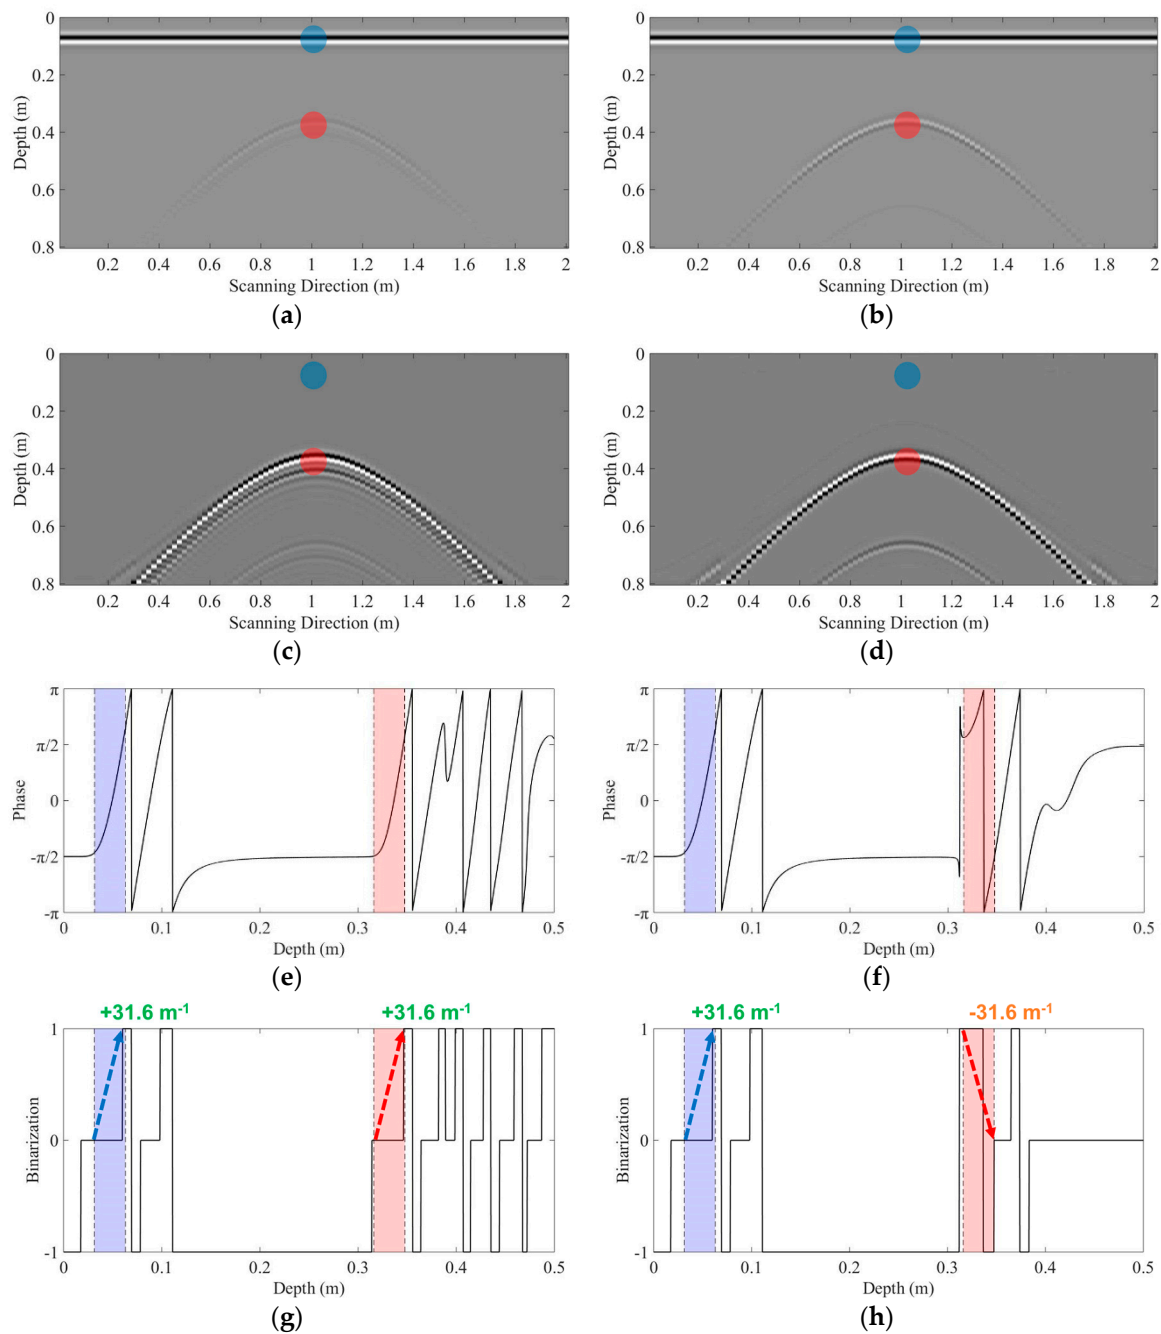 0 0
0.2 0.2
Depth (m) Depth (m)
0.4 0.4
0.6 0.6
0.8 0.8
0.2 0.4 0.6 0.8 1 1.2 1.4 1.6 1.8 2 0.2 0.4 0.6 0.8 1 1.2 1.4 1.6 1.8 2
Scanning Direction (m) Scanning Direction (m)
(a) (b)
0 0
0.2 0.2
Depth (m) Depth (m)
0.4 0.4
0.6 0.6
0.8 0.8
0.2 0.4 0.6 0.8 1 1.2 1.4 1.6 1.8 2 0.2 0.4 0.6 0.8 1 1.2 1.4 1.6 1.8 2
Scanning Direction (m) Scanning Direction (m)
(c) (d)
π π
π/2 π/2
Phase Phase
0 0
-π/2 -π/2
-π -π
0 0.1 0.2 0.3 0.4 0.5 0 0.1 0.2 0.3 0.4 0.5
Depth (m) Depth (m)
(e) (f)
+31.6 m⁻¹ +31.6 m⁻¹ +31.6 m⁻¹ -31.6 m⁻¹
1 1
Binarization Binarization
0 0
-1 -1
0 0.1 0.2 0.3 0.4 0.5 0 0.1 0.2 0.3 0.4 0.5
Depth (m) Depth (m)
(g) (h)